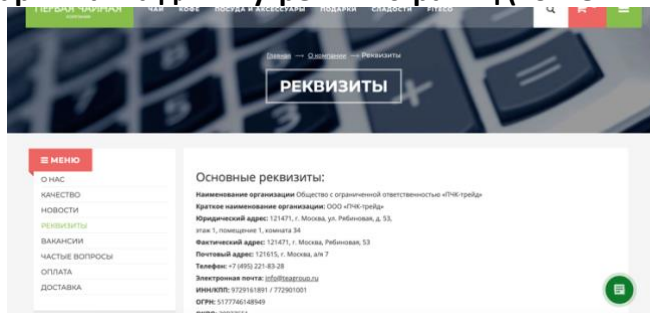 ПЕРВАЯ ЧАЙНАЯ
КОМПАНИЯ
ЧАЙ КОФЕ ПОСУДА И АКСЕССУАРЫ ПОДАРКИ СЛАДОСТИ PITECO
Главная → О компании → Реквизиты
РЕКВИЗИТЫ
МЕНЮ
О НАС
КАЧЕСТВО
НОВОСТИ
РЕКВИЗИТЫ
ВАКАНСИИ
ЧАСТЫЕ ВОПРОСЫ
ОПЛАТА
ДОСТАВКА
Основные реквизиты:
Наименование организации Общество с ограниченной ответственностью «ПЧК-трейд»
Краткое наименование организации: ООО «ПЧК-трейд»
Юридический адрес: 121471, г. Москва, ул. Рябиновая, д. 53,
этаж 1, помещение 1, комната 34
Фактический адрес: 121471, г. Москва, Рябиновая, 53
Почтовый адрес: 121615, г. Москва, а/я 7
Телефон: +7 (495) 221-83-28
Электронная почта: info@teagroup.ru
ИНН/КПП: 9729161891 / 772901001
ОГРН: 5177746148949